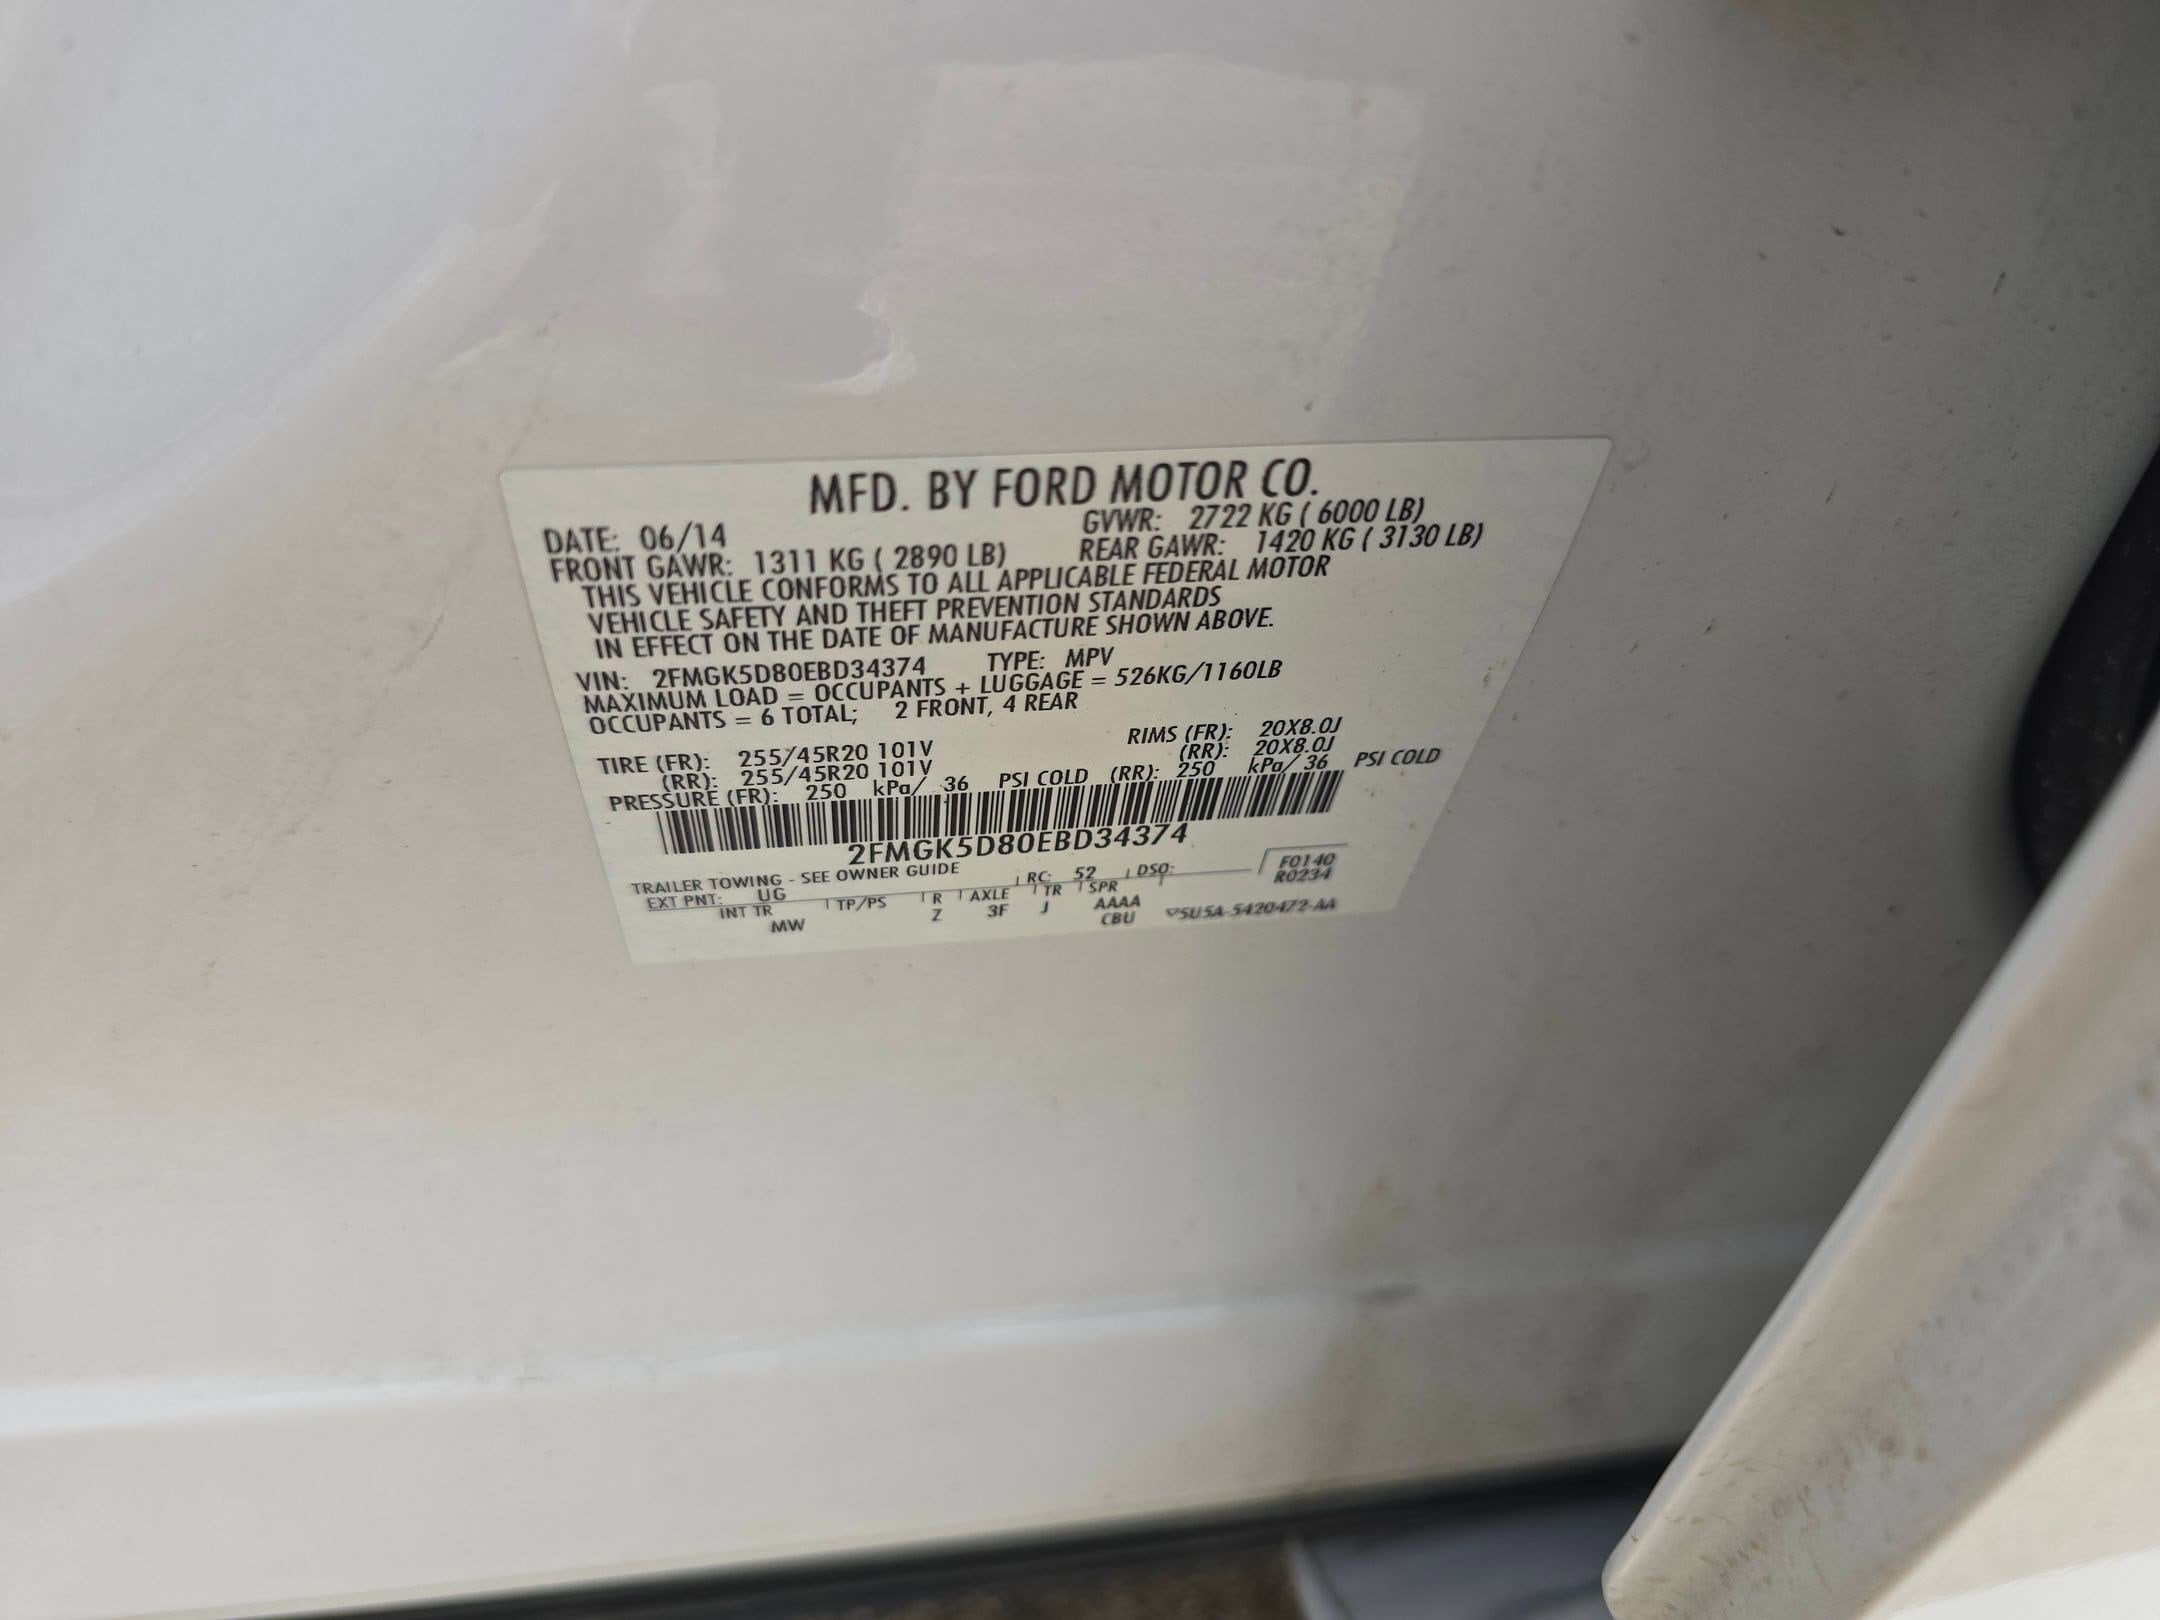 MFD. BY FORD MOTOR CO.
DATE: 06/14 GVWR: 2722 KG ( 6000 LB)
FRONT GAWR: 1311 KG ( 2890 LB) REAR GAWR: 1420 KG ( 3130 LB)
THIS VEHICLE CONFORMS TO ALL APPLICABLE FEDERAL MOTOR
VEHICLE SAFETY AND THEFT PREVENTION STANDARDS
IN EFFECT ON THE DATE OF MANUFACTURE SHOWN ABOVE.
VIN: 2FMGK5D80EBD34374 TYPE: MPV
MAXIMUM LOAD = OCCUPANTS + LUGGAGE = 526KG/1160LB
OCCUPANTS = 6 TOTAL; 2 FRONT, 4 REAR
TIRE (FR): 255/45R20 101V RIMS (FR): 20X8.0J
(RR): 255/45R20 101V (RR): 20X8.0J
PRESSURE (FR): 250 kPa/ 36 PSI COLD (RR): 250 kPa/ 36 PSI COLD
2FMGK5D80EBD34374
TRAILER TOWING - SEE OWNER GUIDE
EXT PNT: UG RC: 52 DSO: F0140
R0234
INT TR TP/PS R AXLE TR SPR
MW Z 3F J AAAA
CBU 5U5A-5420472-AA